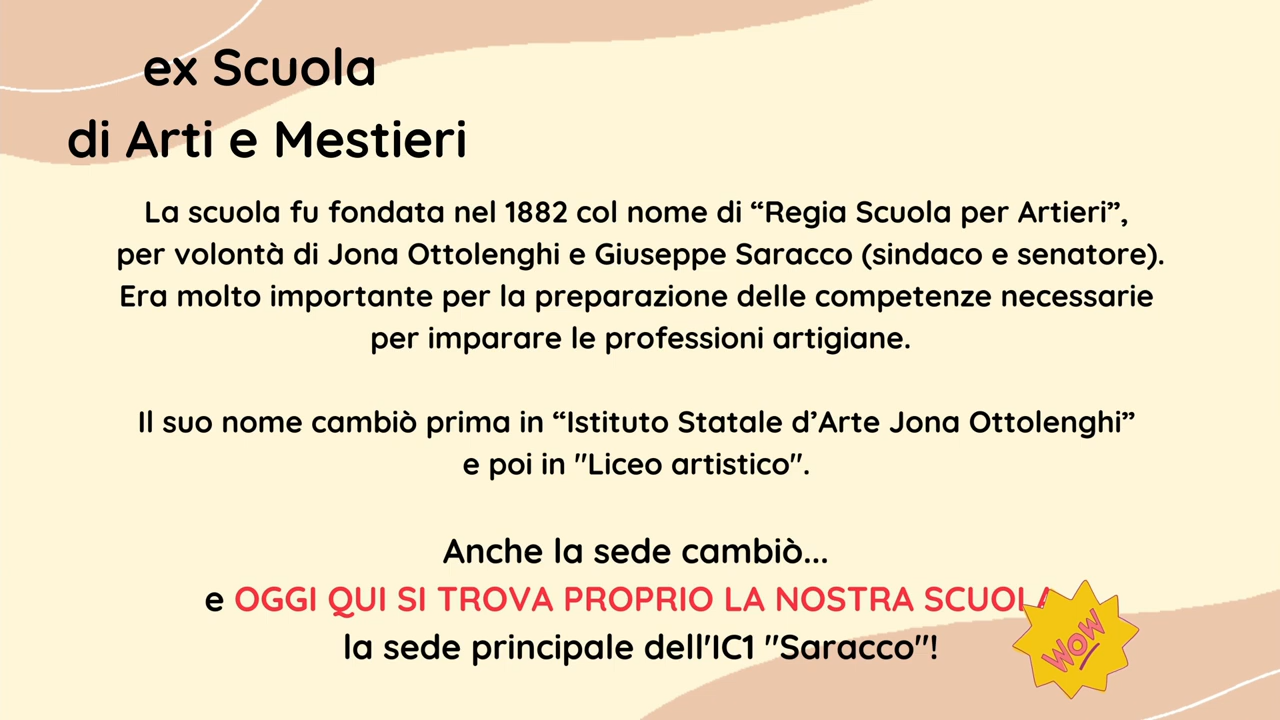 ex Scuola
di Arti e Mestieri
La scuola fu fondata nel 1882 col nome di “Regia Scuola per Artieri”,
per volontà di Jona Ottolenghi e Giuseppe Saracco (sindaco e senatore).
Era molto importante per la preparazione delle competenze necessarie
per imparare le professioni artigiane.
Il suo nome cambiò prima in “Istituto Statale d’Arte Jona Ottolenghi”
e poi in "Liceo artistico".
Anche la sede cambiò...
e OGGI QUI SI TROVA PROPRIO LA NOSTRA SCUOLA
la sede principale dell'IC1 "Saracco"!
WOW